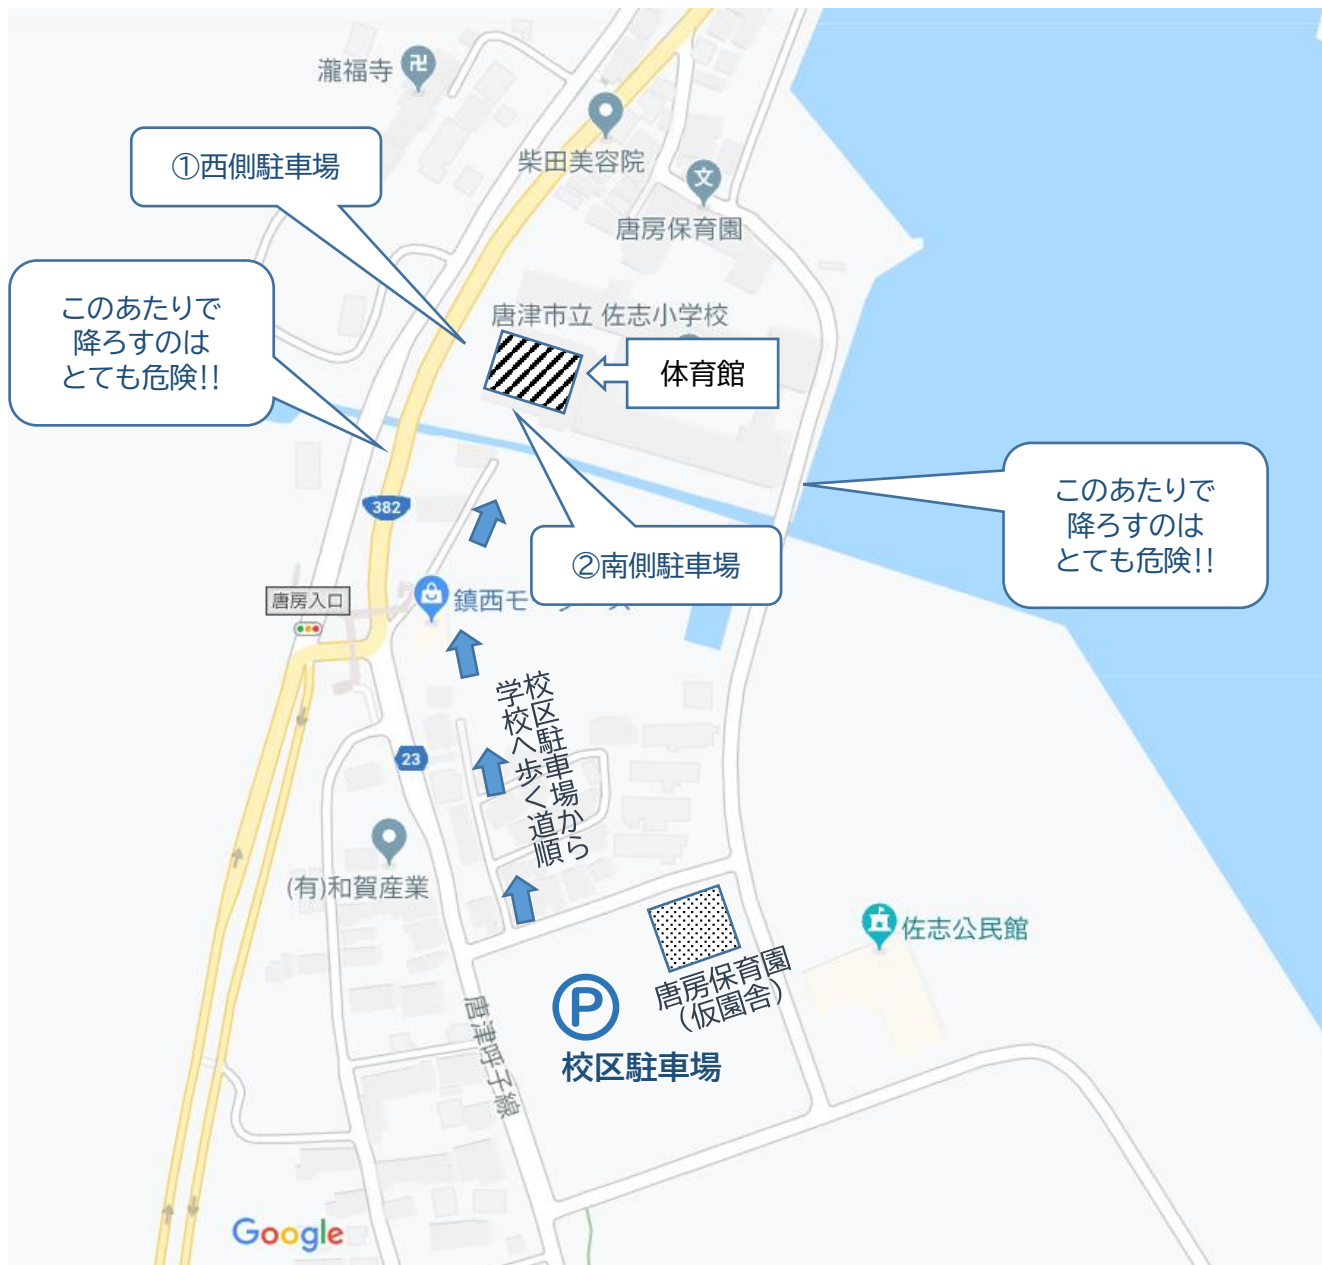 瀧福寺
卍
①西側駐車場
柴田美容院
文
唐房保育園
このあたりで
降ろすのは
とても危険!!
唐津市立 佐志小学校
体育館
382
このあたりで
降ろすのは
とても危険!!
②南側駐車場
唐房入口
鎮西モ
校区駐車場から
学校へ歩く道順
23
(有)和賀産業
佐志公民館
唐房保育園
(仮園舎)
P
校区駐車場
唐津呼子線
Google